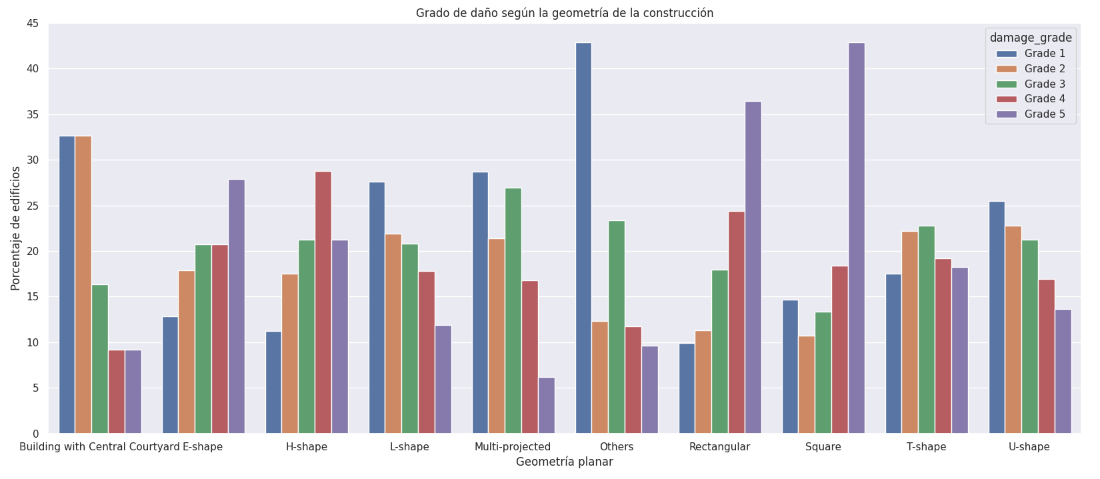 Grado de daño según la geometría de la construcción
damage_grade
Grade 1
Grade 2
Grade 3
Grade 4
Grade 5
Porcentaje de edificios
45
40
35
30
25
20
15
10
5
0
Building with Central Courtyard E-shape H-shape L-shape Multi-projected Others Rectangular Square T-shape U-shape
Geometría planar